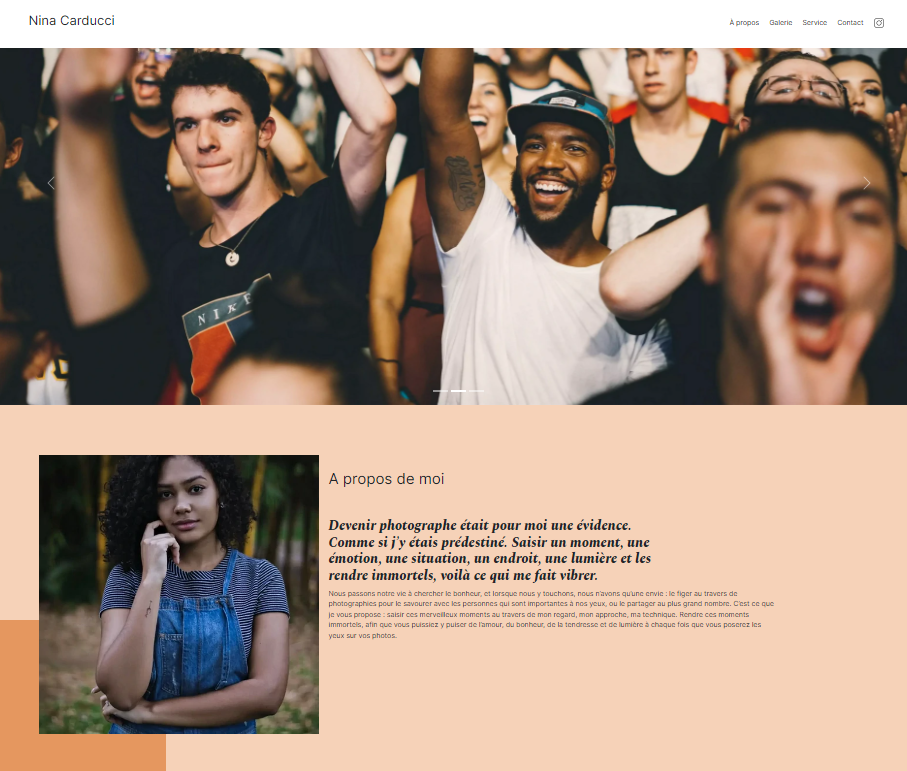 Nina Carducci
À propos Galerie Service Contact
NIKE
A propos de moi
Devenir photographe était pour moi une évidence.
Comme si j'y étais prédestiné. Saisir un moment, une
émotion, une situation, un endroit, une lumière et les
rendre immortels, voilà ce qui me fait vibrer.
Nous passons notre vie à chercher le bonheur, et lorsque nous y touchons, nous n'avons qu'une envie : le figer au travers de
photographies pour le savourer avec les personnes qui sont importantes à nos yeux, ou le partager au plus grand nombre. C'est ce que
je vous propose : saisir ces merveilleux moments au travers de mon regard, mon approche, ma technique. Rendre ces moments
immortels, afin que vous puissiez y puiser de l'amour, du bonheur, de la tendresse et de lumière à chaque fois que vous poserez les
yeux sur vos photos.